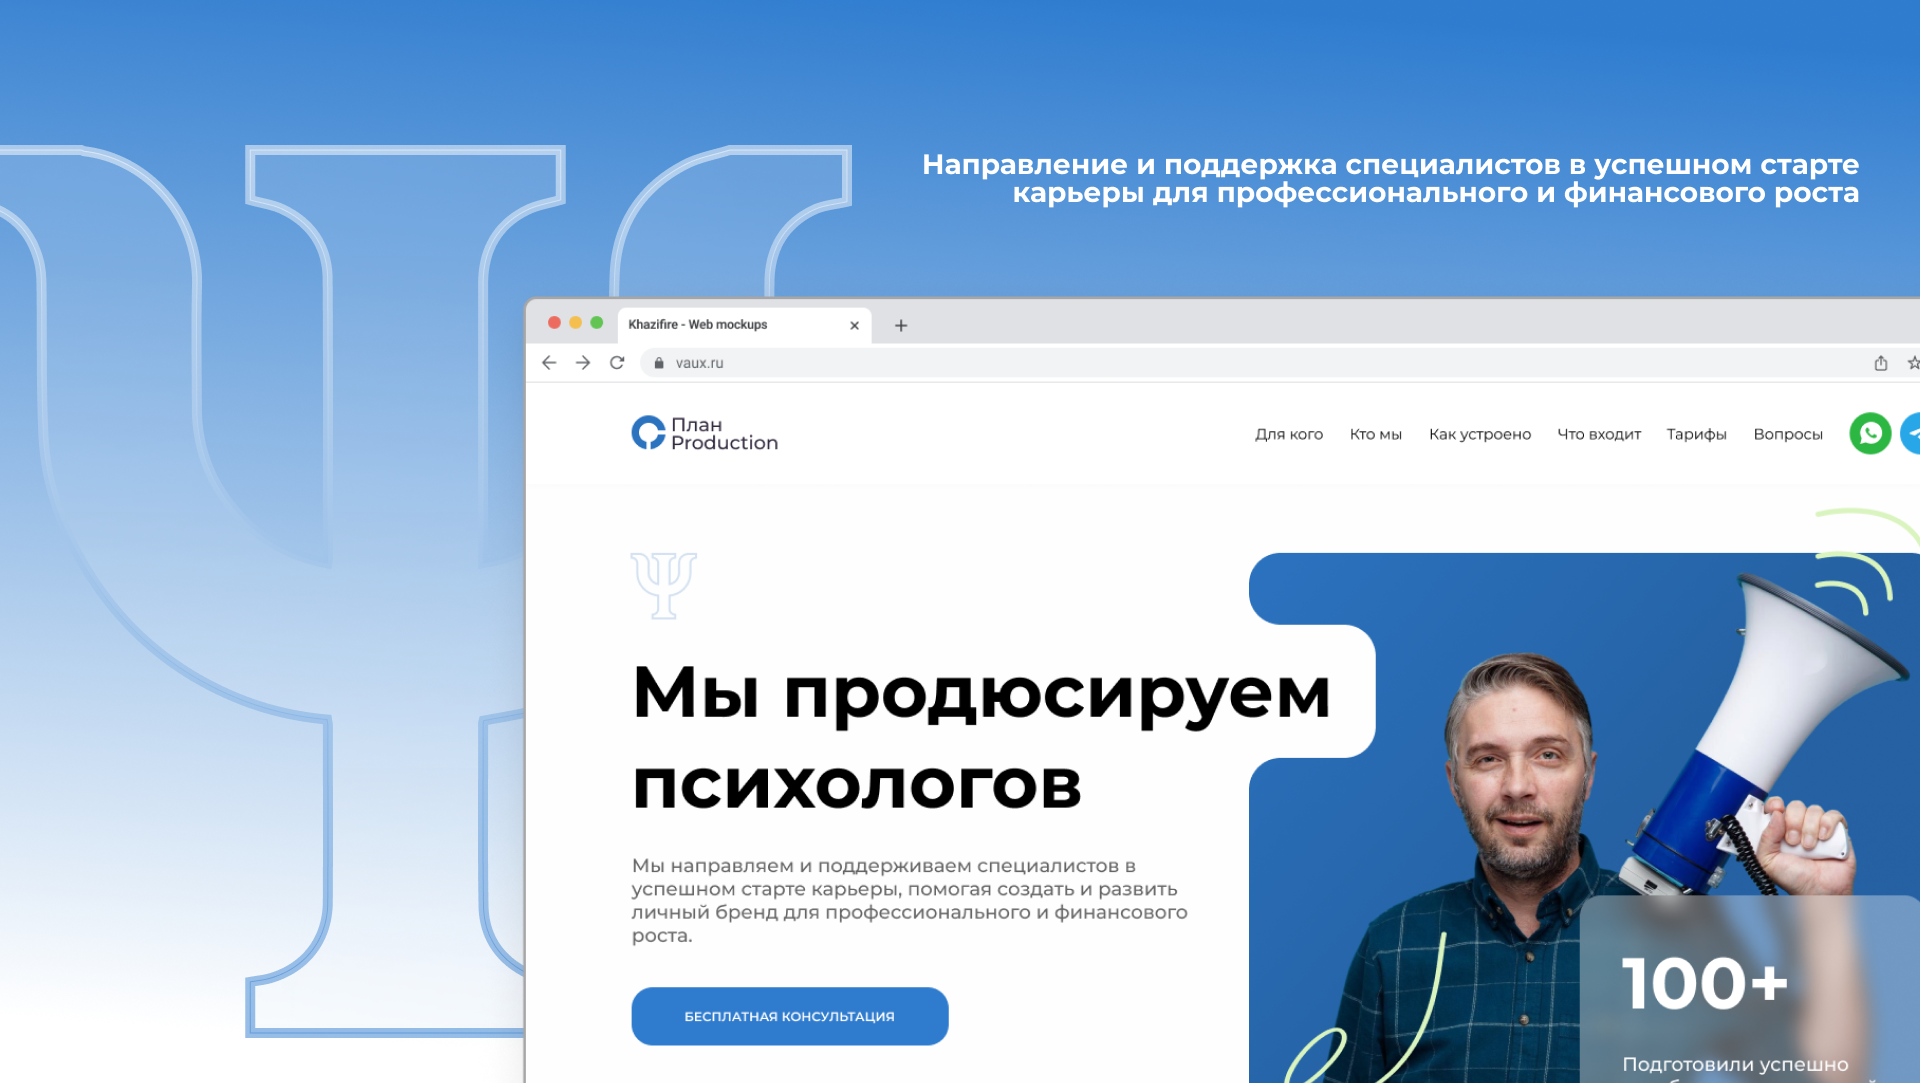 Направление и поддержка специалистов в успешном старте
карьеры для профессионального и финансового роста
Khazifire - Web mockups
vaux.ru
План
Production
Для кого Кто мы Как устроено Что входит Тарифы Вопросы
Ψ
Мы продюсируем
психологов
Мы направляем и поддерживаем специалистов в
успешном старте карьеры, помогая создать и развить
личный бренд для профессионального и финансового
роста.
БЕСПЛАТНАЯ КОНСУЛЬТАЦИЯ
100+
Подготовили успешно